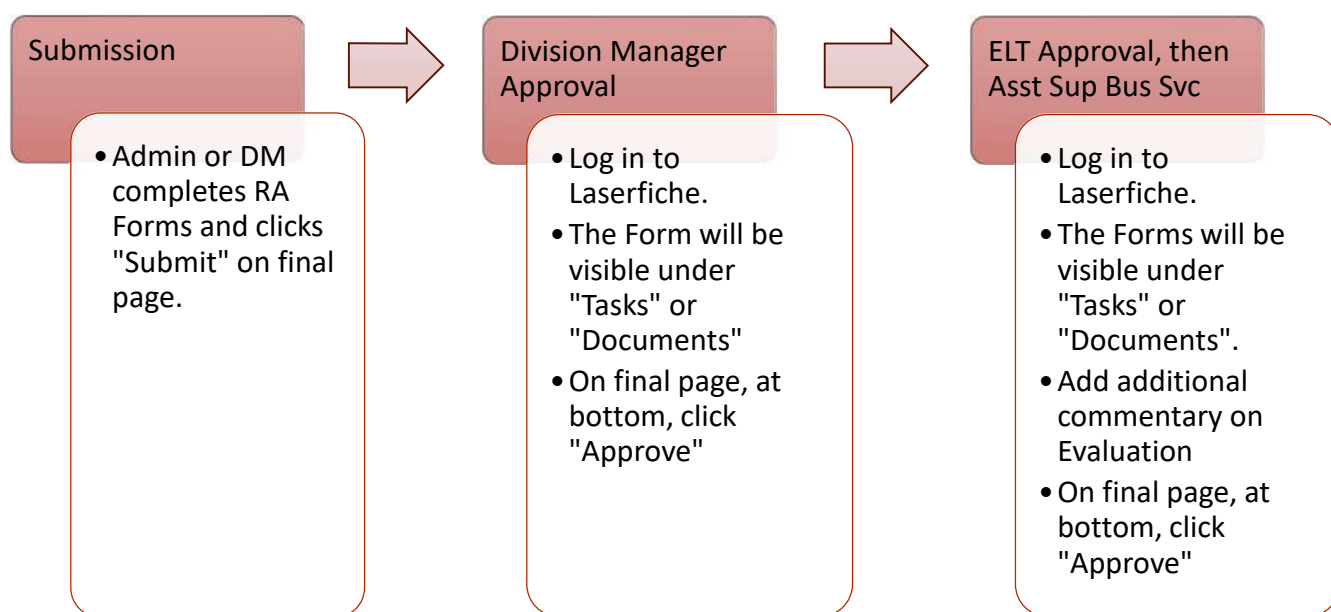 Submission
• Admin or DM
completes RA
Forms and clicks
"Submit" on final
page.
Division Manager
Approval
• Log in to
Laserfiche.
• The Form will be
visible under
"Tasks" or
"Documents"
• On final page, at
bottom, click
"Approve"
ELT Approval, then
Asst Sup Bus Svc
• Log in to
Laserfiche.
• The Forms will be
visible under
"Tasks" or
"Documents".
• Add additional
commentary on
Evaluation
• On final page, at
bottom, click
"Approve"